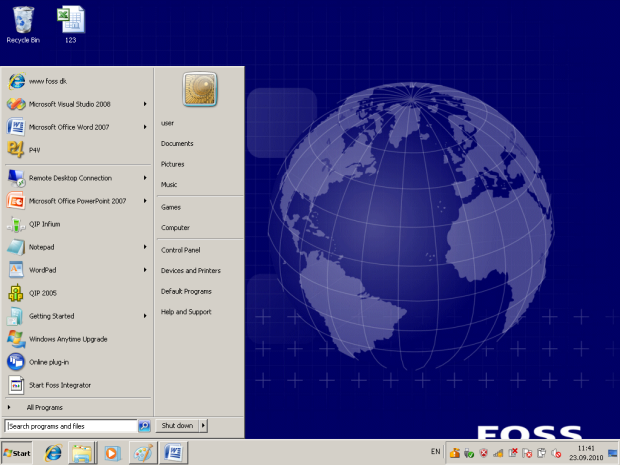 Recycle Bin
123
www foss dk
Microsoft Visual Studio 2008
Microsoft Office Word 2007
P4V
Remote Desktop Connection
Microsoft Office PowerPoint 2007
QIP Infium
Notepad
WordPad
QIP 2005
Getting Started
Windows Anytime Upgrade
Online plug-in
Start Foss Integrator
All Programs
Search programs and files
user
Documents
Pictures
Music
Games
Computer
Control Panel
Devices and Printers
Default Programs
Help and Support
Shut down
FOSS
Start
EN
11:41
23.09.2010